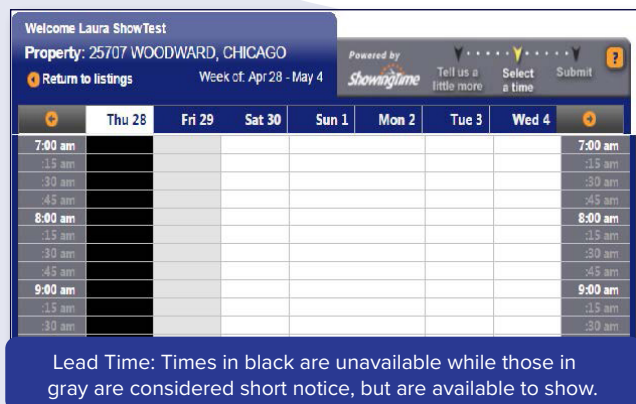 Welcome Laura ShowTest
Property: 25707 WOODWARD, CHICAGO
Return to listings Week of: Apr 28 - May 4
Powered by
ShowingTime
Tell us a
little more
Select
a time
Submit
?
Thu 28 Fri 29 Sat 30 Sun 1 Mon 2 Tue 3 Wed 4
7:00 am 7:00 am
:15 am :15 am
:30 am :30 am
:45 am :45 am
8:00 am 8:00 am
:15 am :15 am
:30 am :30 am
:45 am :45 am
9:00 am 9:00 am
:15 am :15 am
:30 am :30 am
Lead Time: Times in black are unavailable while those in
gray are considered short notice, but are available to show.